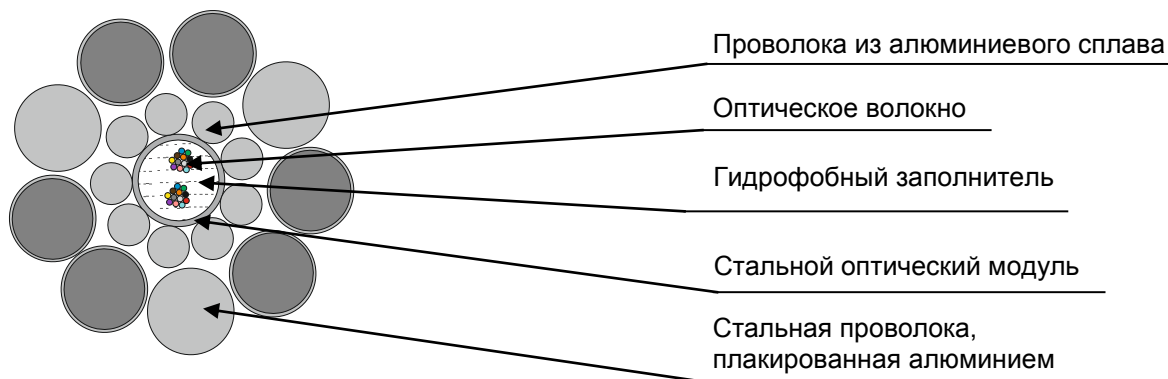 Проволока из алюминиевого сплава
Оптическое волокно
Гидрофобный заполнитель
Стальной оптический модуль
Стальная проволока,
плакированная алюминием